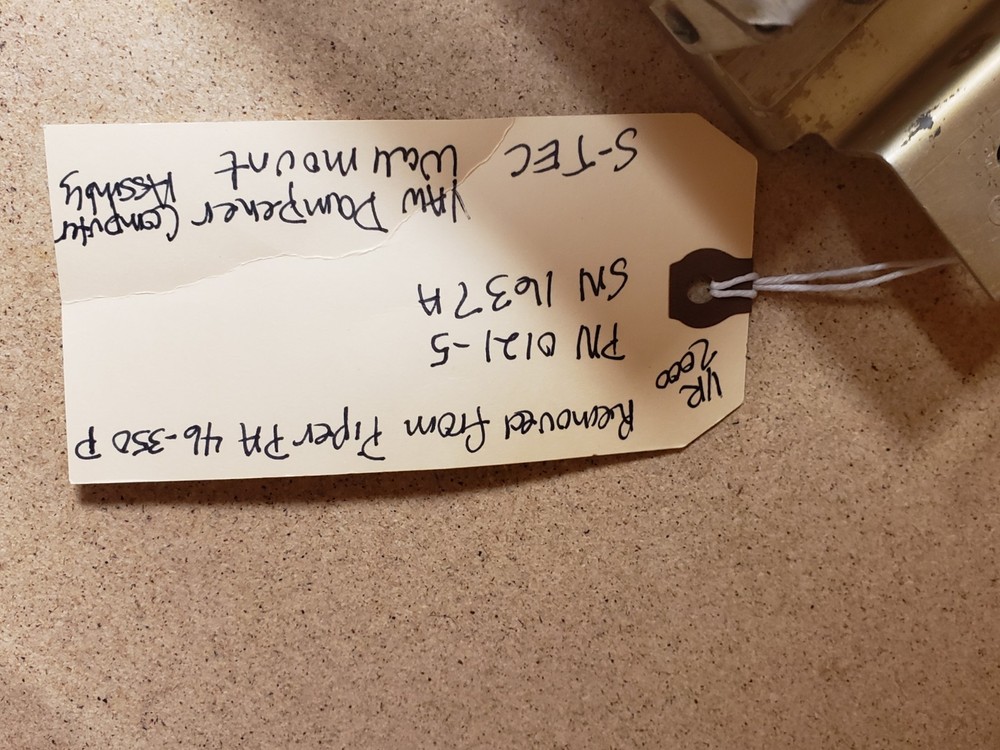 Removed from Piper PA 46-350 P
YR
2000
PN 0121-5
SN 1637A
YAW Dampener Computer
Assmbly
S-TEC Wall mount